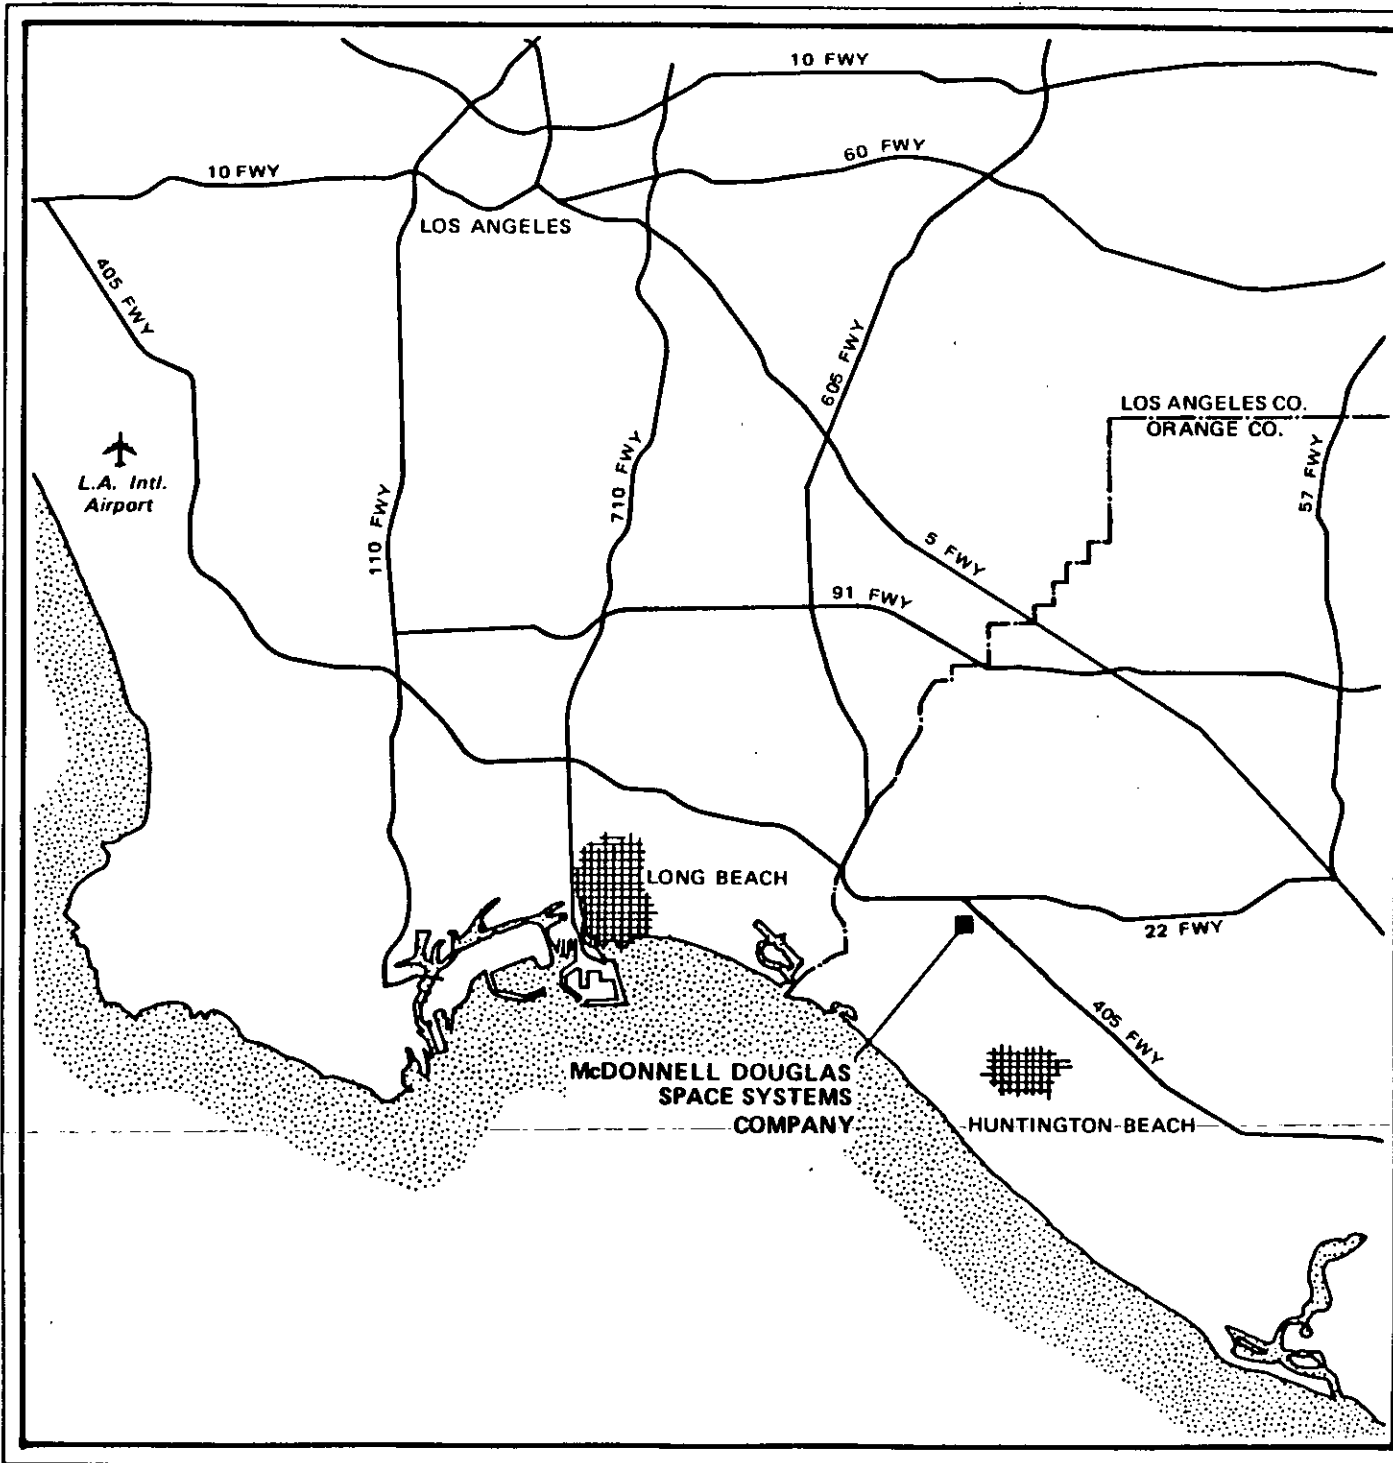 10 FWY
60 FWY
10 FWY
LOS ANGELES
405 FWY
605 FWY
LOS ANGELES CO.
ORANGE CO.
L.A. Intl.
Airport
110 FWY
710 FWY
57 FWY
5 FWY
91 FWY
LONG BEACH
22 FWY
405 FWY
McDONNELL DOUGLAS
SPACE SYSTEMS
COMPANY
HUNTINGTON BEACH